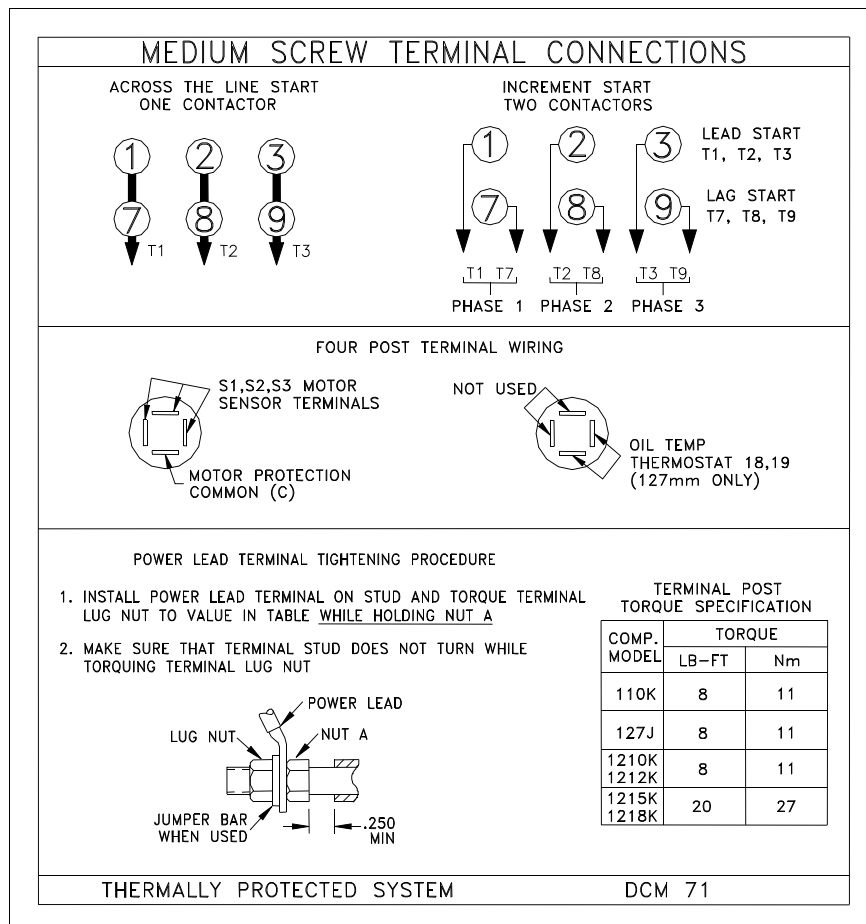 MEDIUM SCREW TERMINAL CONNECTIONS
ACROSS THE LINE START
ONE CONTACTOR
1 2 3
7 8 9
T1 T2 T3
INCREMENT START
TWO CONTACTORS
1 2 3
LEAD START
T1, T2, T3
7 8 9
LAG START
T7, T8, T9
T1 T7 T2 T8 T3 T9
PHASE 1 PHASE 2 PHASE 3
FOUR POST TERMINAL WIRING
S1,S2,S3 MOTOR
SENSOR TERMINALS
MOTOR PROTECTION
COMMON (C)
NOT USED
OIL TEMP
THERMOSTAT 18,19
(127mm ONLY)
POWER LEAD TERMINAL TIGHTENING PROCEDURE
1. INSTALL POWER LEAD TERMINAL ON STUD AND TORQUE TERMINAL
LUG NUT TO VALUE IN TABLE WHILE HOLDING NUT A
2. MAKE SURE THAT TERMINAL STUD DOES NOT TURN WHILE
TORQUING TERMINAL LUG NUT
POWER LEAD
LUG NUT
NUT A
JUMPER BAR
WHEN USED
.250
MIN
TERMINAL POST
TORQUE SPECIFICATION
COMP. MODEL TORQUE
LB-FT Nm
110K 8 11
127J 8 11
1210K
1212K 8 11
1215K
1218K 20 27
THERMALLY PROTECTED SYSTEM DCM 71